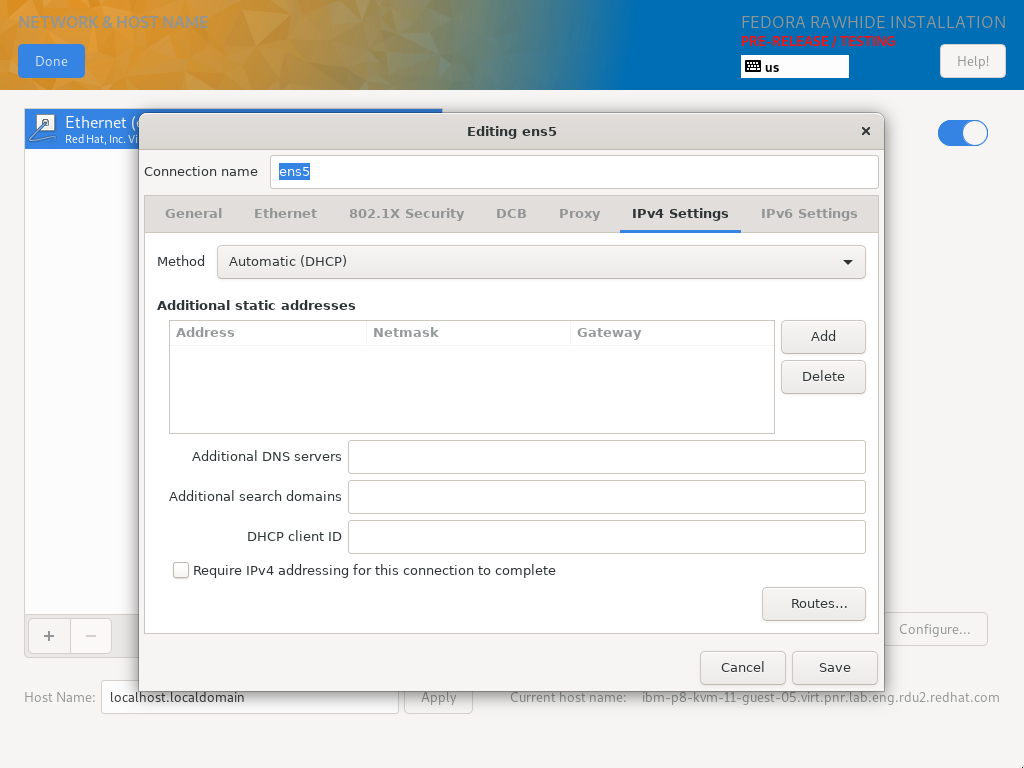 NETWORK & HOST NAME
FEDORA RAWHIDE INSTALLATION
PRE-RELEASE / TESTING
Done
us
Help!
Ethernet (
Red Hat, Inc. Vi
Editing ens5
Connection name
ens5
General
Ethernet
802.1X Security
DCB
Proxy
IPv4 Settings
IPv6 Settings
Method
Automatic (DHCP)
Additional static addresses
Address
Netmask
Gateway
Add
Delete
Additional DNS servers
Additional search domains
DHCP client ID
Require IPv4 addressing for this connection to complete
Routes…
+
−
Configure...
Cancel
Save
Host Name:
localhost.localdomain
Apply
Current host name:
ibm-p8-kvm-11-guest-05.virt.pnr.lab.eng.rdu2.redhat.com